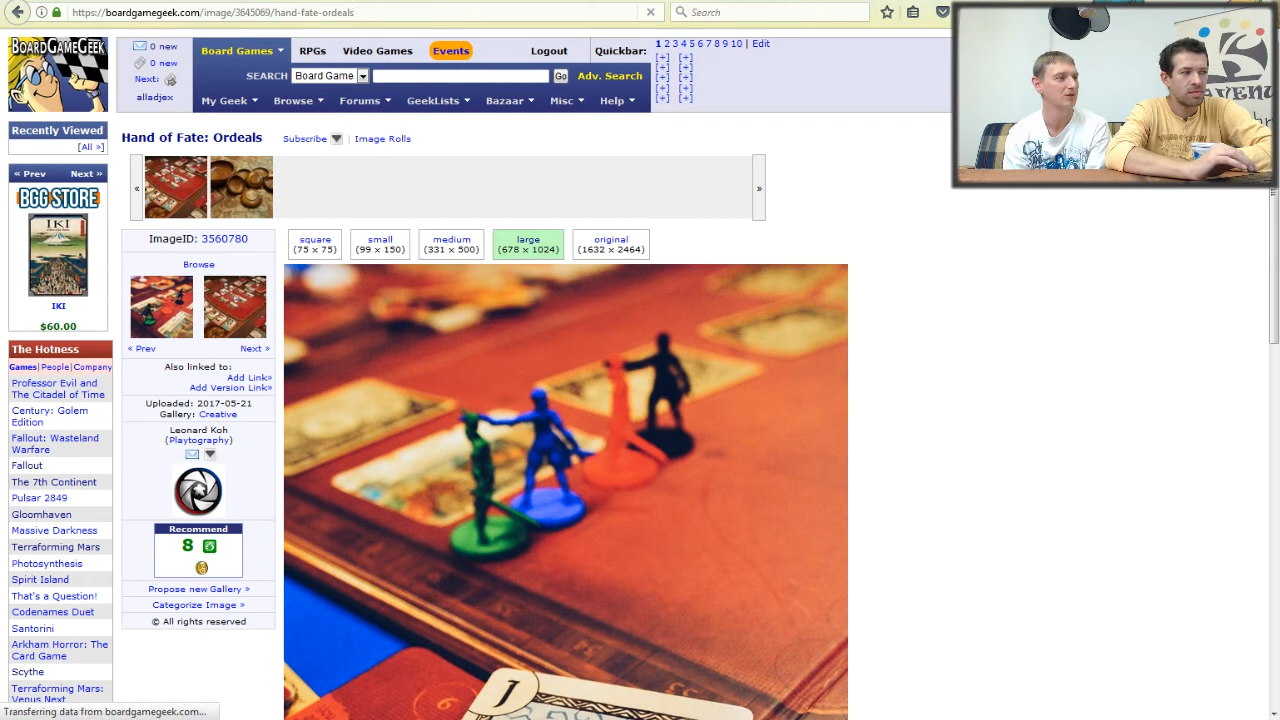 https://boardgamegeek.com/image/3645069/hand-fate-ordeals
Search
BOARDGAMEGEEK
0 new
0 new
Next:
alladjex
Board Games RPGs Video Games Events Logout
SEARCH Board Game Go Adv. Search
My Geek Browse Forums GeekLists Bazaar Misc Help
Quickbar: 1 2 3 4 5 6 7 8 9 10 | Edit
[+] [+]
[+] [+]
[+] [+]
[+] [+]
[+] [+]
Recently Viewed
[All »]
« Prev Next »
BGG STORE
IKI
IKI
$60.00
The Hotness
Games| People| Company
Professor Evil and
The Citadel of Time
Century: Golem
Edition
Fallout: Wasteland
Warfare
Fallout
The 7th Continent
Pulsar 2849
Gloomhaven
Massive Darkness
Terraforming Mars
Photosynthesis
Spirit Island
That's a Question!
Codenames Duet
Santorini
Arkham Horror: The
Card Game
Scythe
Terraforming Mars:
Venus Next
Hand of Fate: Ordeals Subscribe | Image Rolls
« »
ImageID: 3560780
Browse
« Prev Next »
Also linked to:
Add Link»
Add Version Link»
Uploaded: 2017-05-21
Gallery: Creative
Leonard Koh
(Playtography)
Recommend
8
Propose new Gallery »
Categorize Image »
© All rights reserved
square
(75 x 75)
small
(99 x 150)
medium
(331 x 500)
large
(678 x 1024)
original
(1632 x 2464)
Transferring data from boardgamegeek.com...